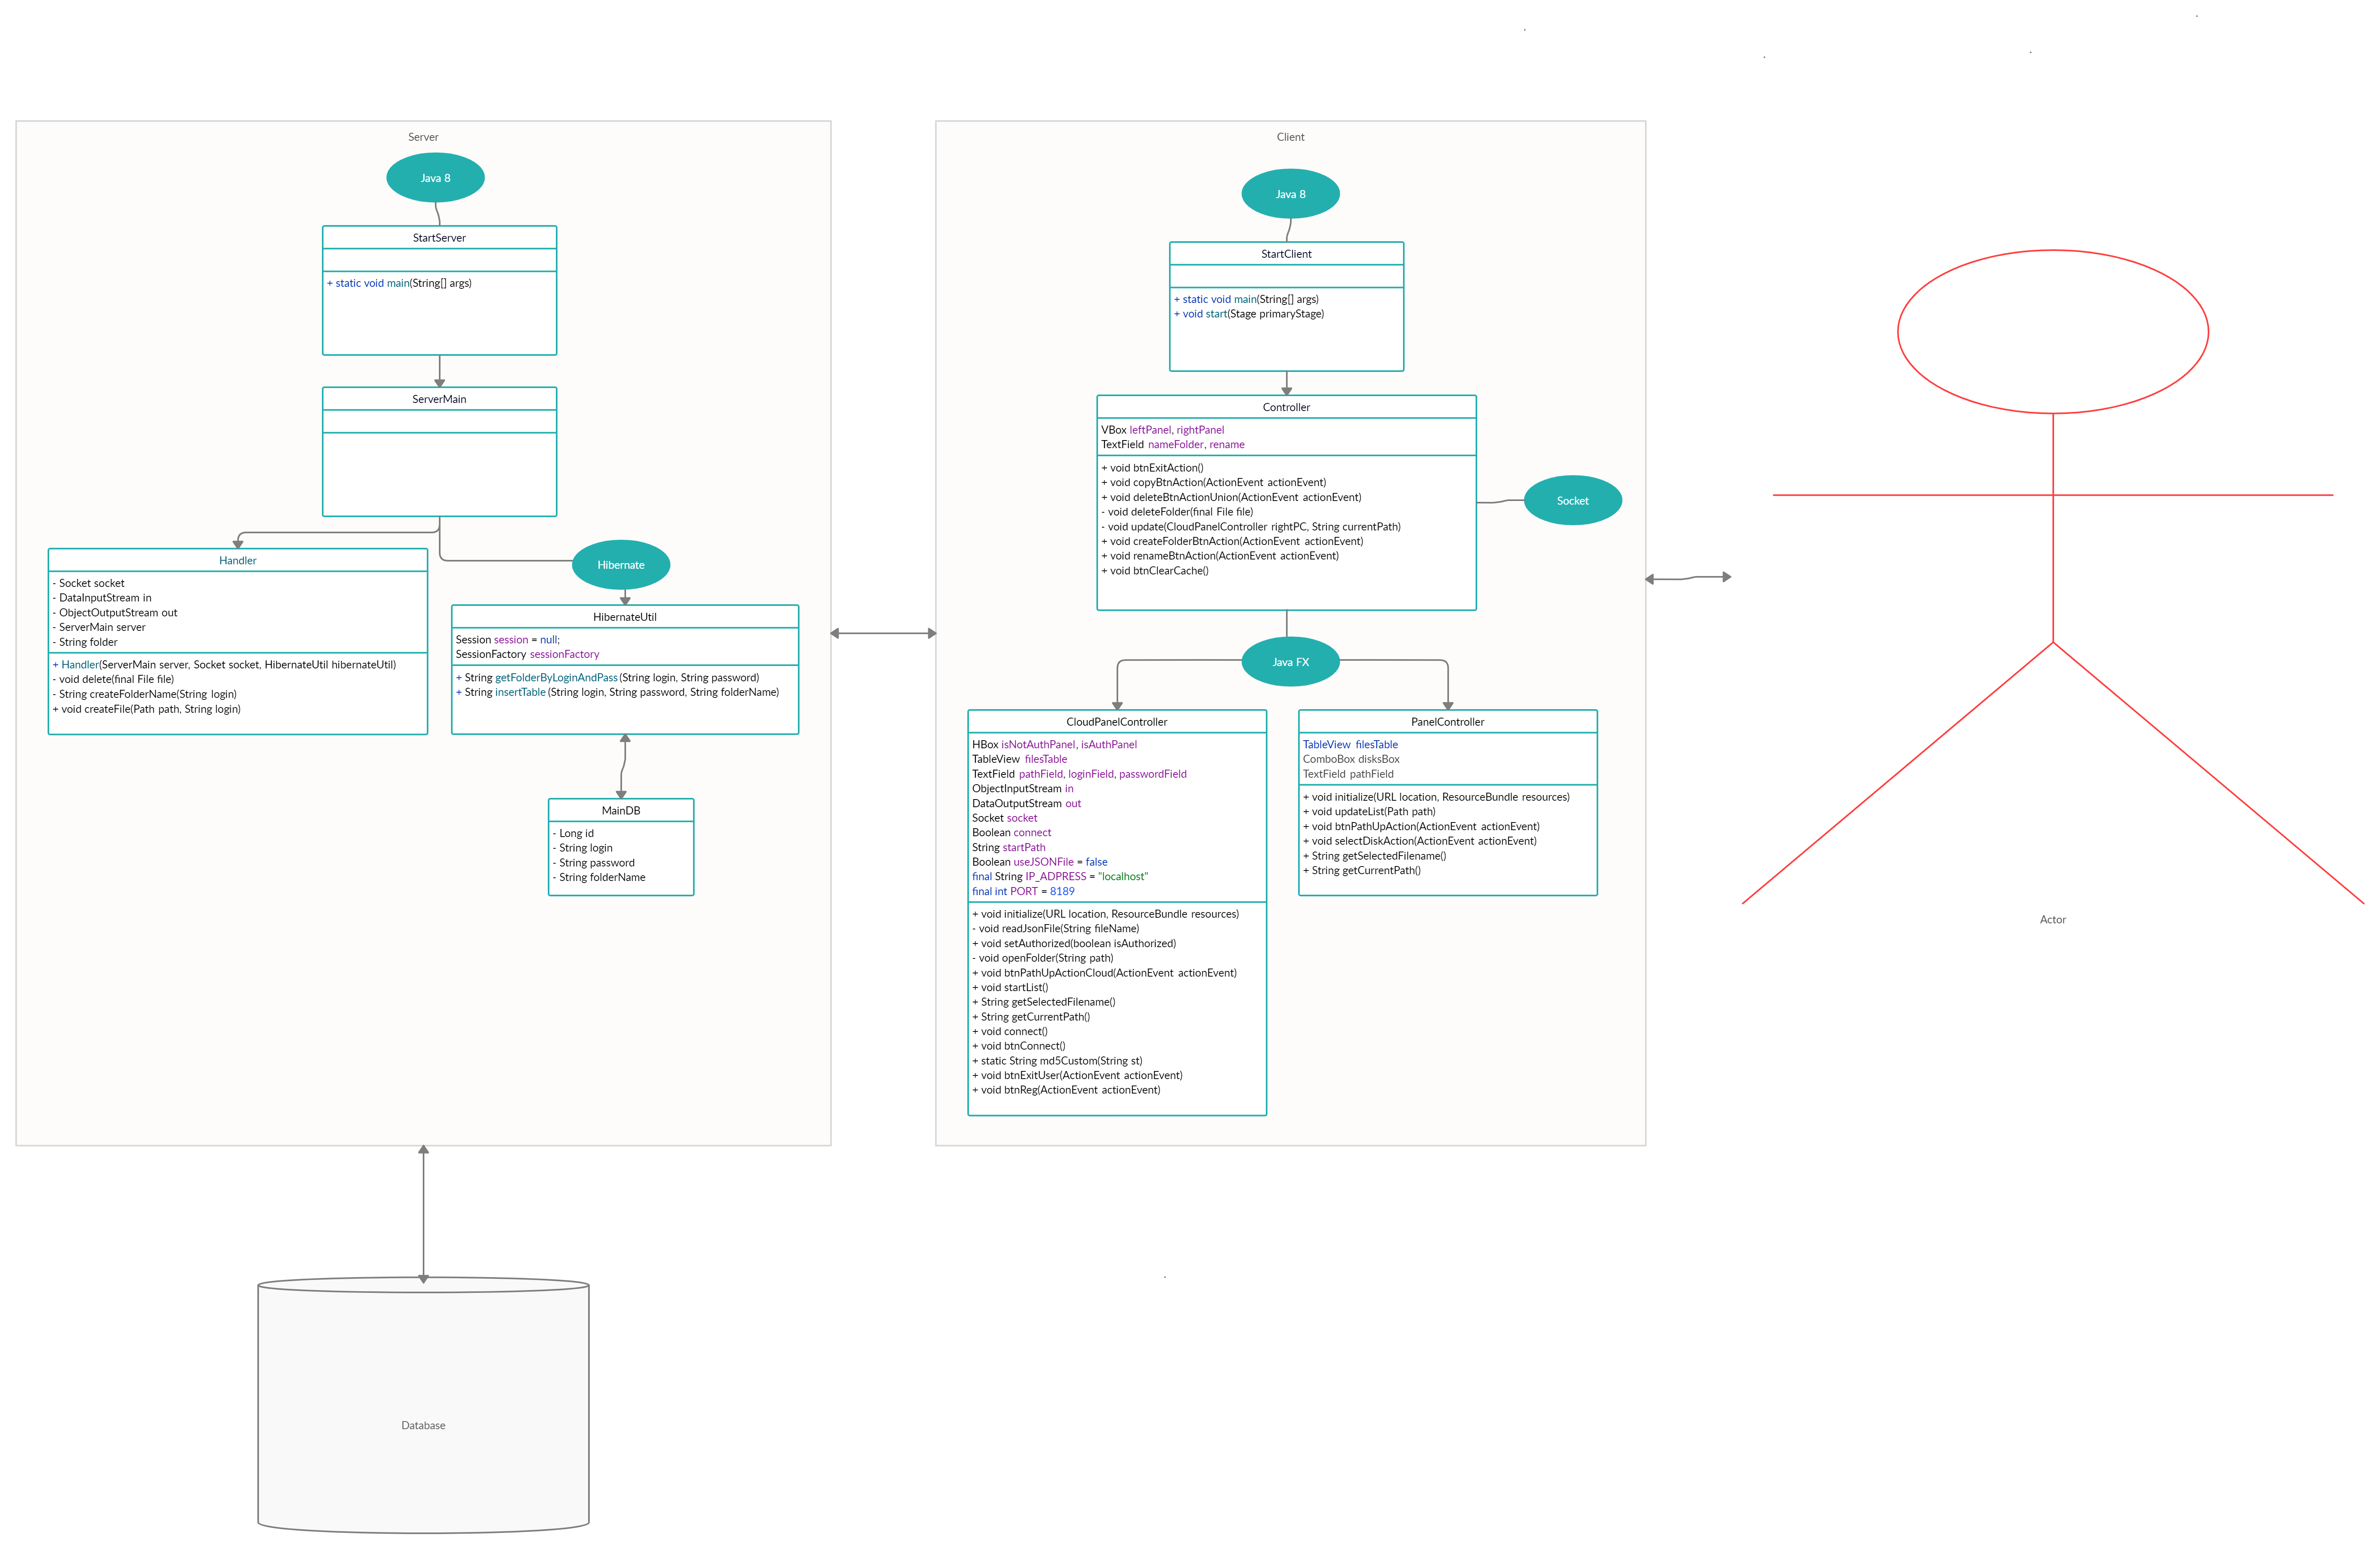 Server
Java 8
StartServer
+ static void main(String[] args)
ServerMain
Handler
- Socket socket
- DataInputStream in
- ObjectOutputStream out
- ServerMain server
- String folder
+ Handler(ServerMain server, Socket socket, HibernateUtil hibernateUtil)
- void delete(final File file)
- String createFolderName(String login)
+ void createFile(Path path, String login)
Hibernate
HibernateUtil
Session session = null;
SessionFactory sessionFactory
+ String getFolderByLoginAndPass(String login, String password)
+ String insertTable(String login, String password, String folderName)
MainDB
- Long id
- String login
- String password
- String folderName
Client
Java 8
StartClient
+ static void main(String[] args)
+ void start(Stage primaryStage)
Controller
VBox leftPanel, rightPanel
TextField nameFolder, rename
+ void btnExitAction()
+ void copyBtnAction(ActionEvent actionEvent)
+ void deleteBtnActionUnion(ActionEvent actionEvent)
- void deleteFolder(final File file)
- void update(CloudPanelController rightPC, String currentPath)
+ void createFolderBtnAction(ActionEvent actionEvent)
+ void renameBtnAction(ActionEvent actionEvent)
+ void btnClearCache()
Socket
Java FX
CloudPanelController
HBox isNotAuthPanel, isAuthPanel
TableView filesTable
TextField pathField, loginField, passwordField
ObjectInputStream in
DataOutputStream out
Socket socket
Boolean connect
String startPath
Boolean useJSONFile = false
final String IP_ADPRESS = "localhost"
final int PORT = 8189
+ void initialize(URL location, ResourceBundle resources)
- void readJsonFile(String fileName)
+ void setAuthorized(boolean isAuthorized)
- void openFolder(String path)
+ void btnPathUpActionCloud(ActionEvent actionEvent)
+ void startList()
+ String getSelectedFilename()
+ String getCurrentPath()
+ void connect()
+ void btnConnect()
+ static String md5Custom(String st)
+ void btnExitUser(ActionEvent actionEvent)
+ void btnReg(ActionEvent actionEvent)
PanelController
TableView filesTable
ComboBox disksBox
TextField pathField
+ void initialize(URL location, ResourceBundle resources)
+ void updateList(Path path)
+ void btnPathUpAction(ActionEvent actionEvent)
+ void selectDiskAction(ActionEvent actionEvent)
+ String getSelectedFilename()
+ String getCurrentPath()
Actor
Database